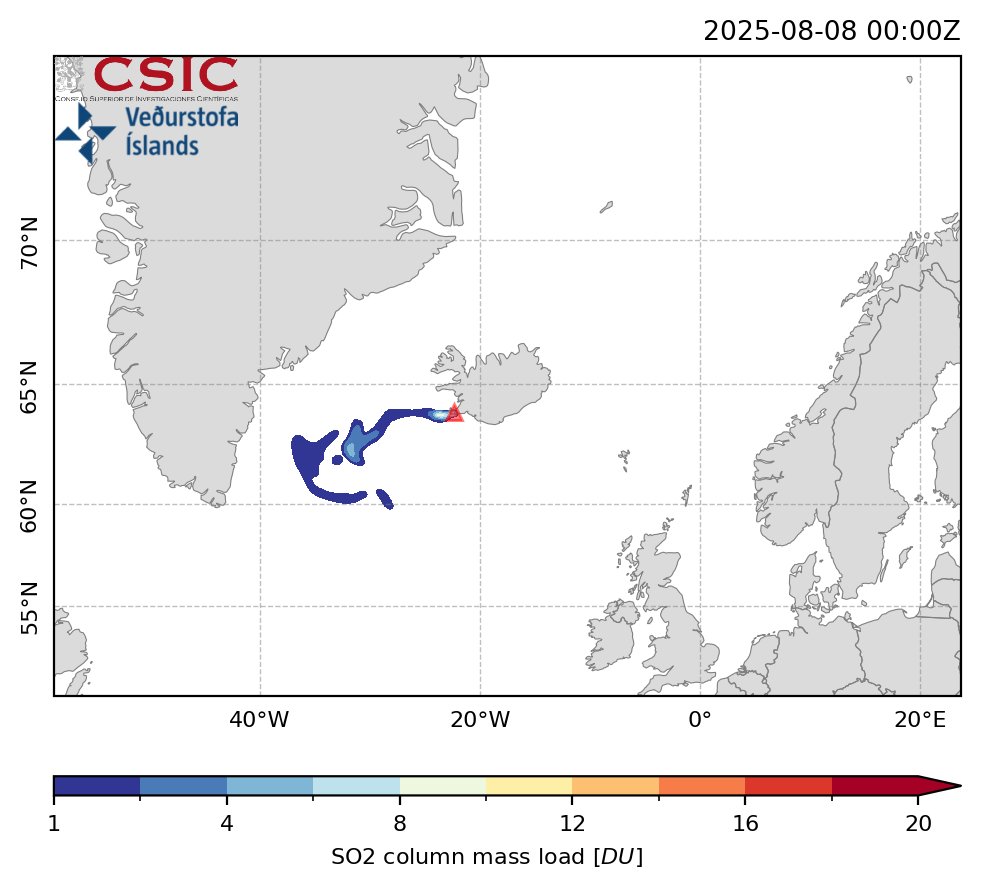 2025-08-08 00:00Z
CSIC
CONSEJO SUPERIOR DE INVESTIGACIONES CIENTÍFICAS
Veðurstofa
Íslands
70°N
65°N
60°N
55°N
40°W 20°W 0° 20°E
1 4 8 12 16 20
SO2 column mass load [DU]